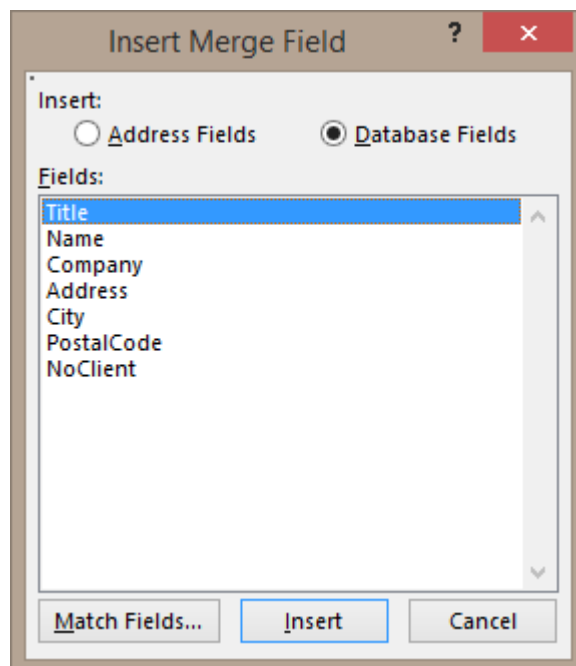 Insert Merge Field ?
Insert:
Address Fields Database Fields
Fields:
Title
Name
Company
Address
City
PostalCode
NoClient
Match Fields... Insert Cancel